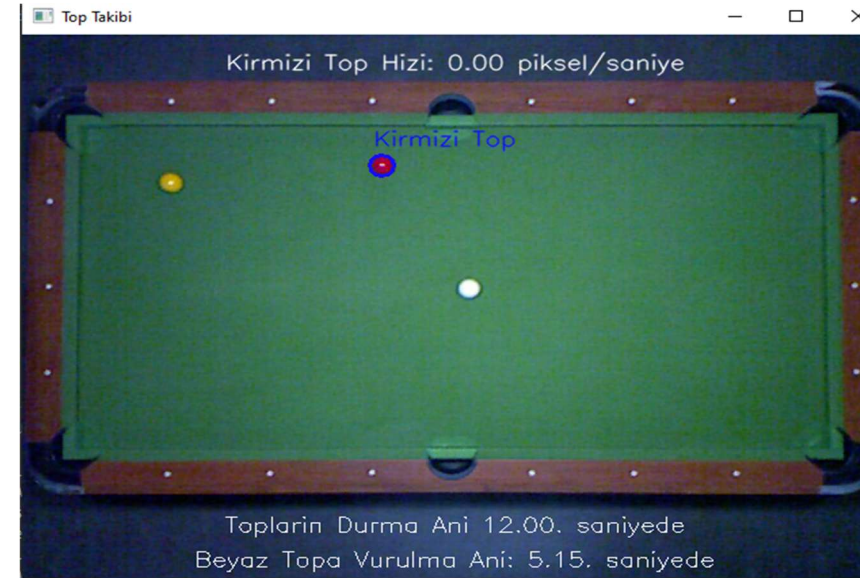 Top Takibi
Kirmizi Top Hizi: 0.00 piksel/saniye
Kirmizi Top
Toplarin Durma Ani 12.00. saniyede
Beyaz Topa Vurulma Ani: 5.15. saniyede